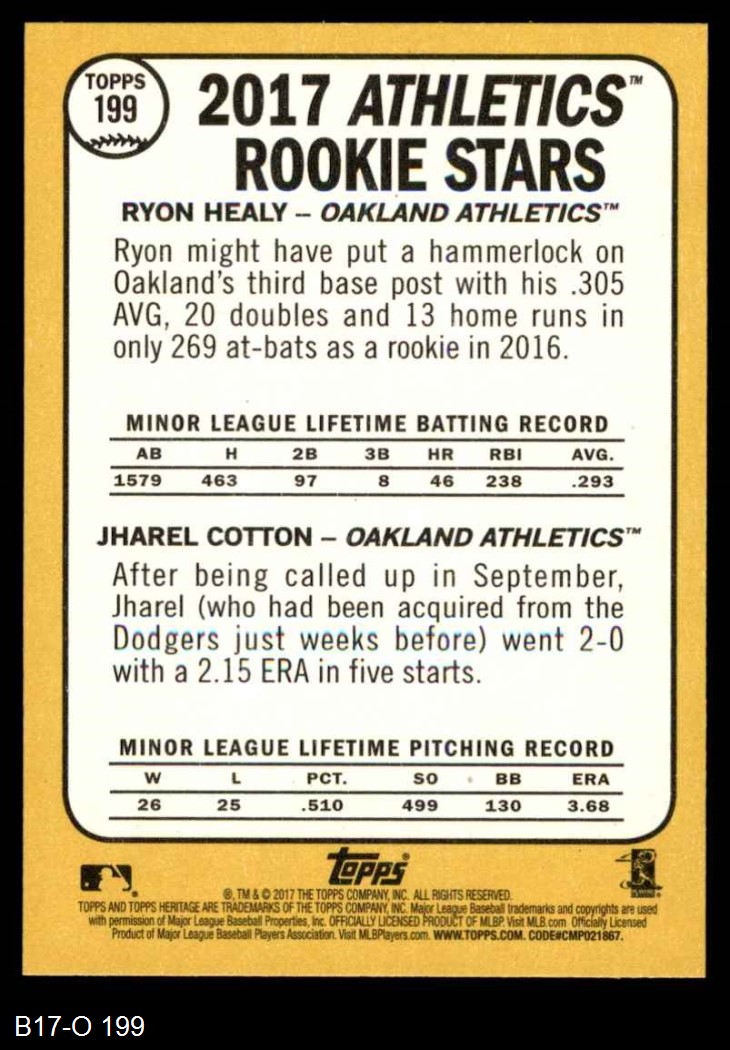 TOPPS
199
2017 ATHLETICS™
ROOKIE STARS
RYON HEALY – OAKLAND ATHLETICS™
Ryon might have put a hammerlock on
Oakland's third base post with his .305
AVG, 20 doubles and 13 home runs in
only 269 at-bats as a rookie in 2016.
MINOR LEAGUE LIFETIME BATTING RECORD
AB H 2B 3B HR RBI AVG.
1579 463 97 8 46 238 .293
JHAREL COTTON – OAKLAND ATHLETICS™
After being called up in September,
Jharel (who had been acquired from the
Dodgers just weeks before) went 2-0
with a 2.15 ERA in five starts.
MINOR LEAGUE LIFETIME PITCHING RECORD
W L PCT. SO BB ERA
26 25 .510 499 130 3.68
Topps®
®, TM & © 2017 THE TOPPS COMPANY, INC. ALL RIGHTS RESERVED.
TOPPS AND TOPPS HERITAGE ARE TRADEMARKS OF THE TOPPS COMPANY, INC. Major League Baseball trademarks and copyrights are used
with permission of Major League Baseball Properties, Inc. OFFICIALLY LICENSED PRODUCT OF MLBP. Visit MLB.com Officially Licensed
Product of Major League Baseball Players Association. Visit MLBPlayers.com. WWW.TOPPS.COM. CODE#CMP021867.
B17-O 199